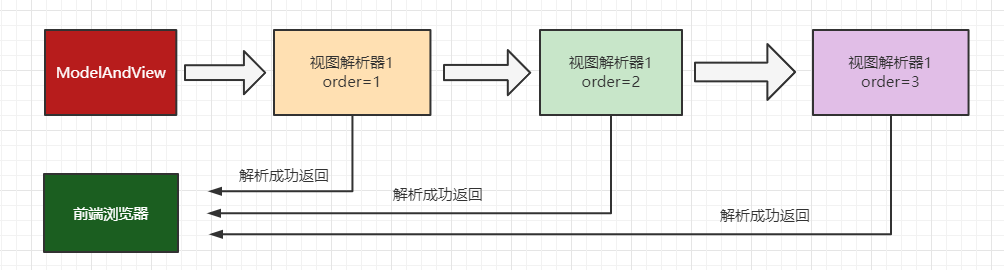 ModelAndView
视图解析器1
order=1
视图解析器1
order=2
视图解析器1
order=3
解析成功返回
解析成功返回
解析成功返回
前端浏览器